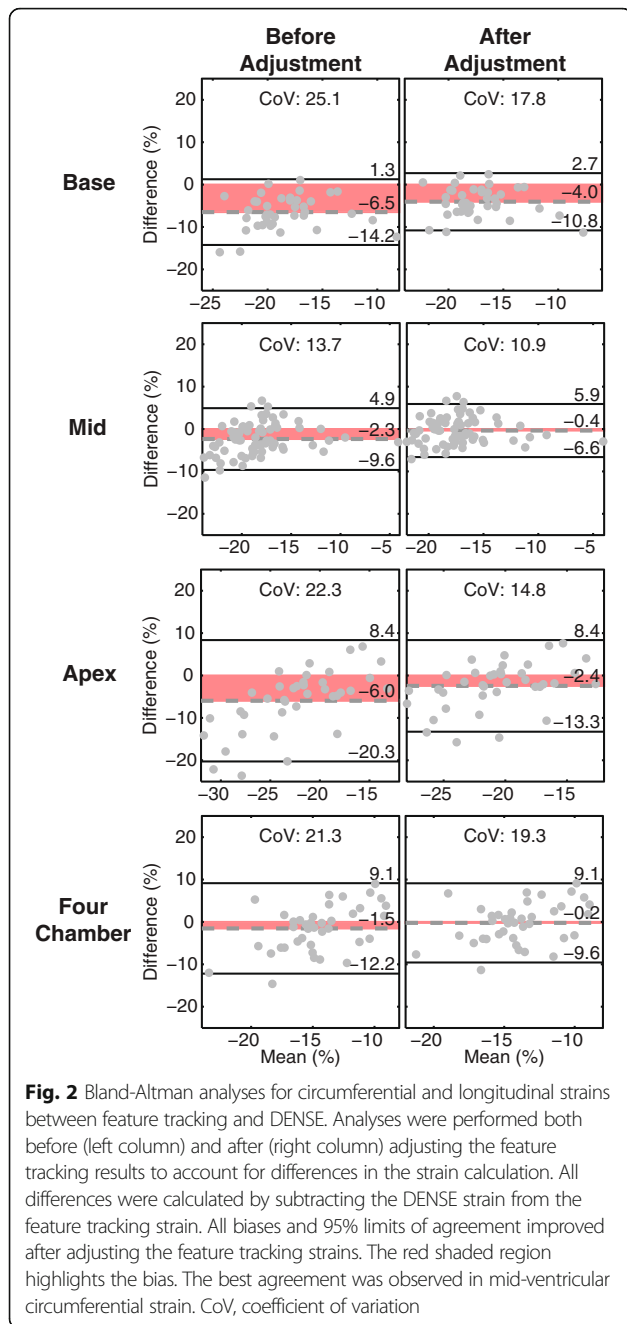 Before Adjustment
After Adjustment
Base
Difference (%)
20
10
0
−10
−20
CoV: 25.1
1.3
−6.5
−14.2
−25 −20 −15 −10
CoV: 17.8
2.7
−4.0
−10.8
−20 −15 −10
Mid
Difference (%)
20
10
0
−10
−20
CoV: 13.7
4.9
−2.3
−9.6
−20 −15 −10 −5
CoV: 10.9
5.9
−0.4
−6.6
−20 −15 −10 −5
Apex
Difference (%)
20
10
0
−10
−20
CoV: 22.3
8.4
−6.0
−20.3
−30 −25 −20 −15
CoV: 14.8
8.4
−2.4
−13.3
−25 −20 −15
Four Chamber
Difference (%)
20
10
0
−10
−20
CoV: 21.3
9.1
−1.5
−12.2
−20 −15 −10
Mean (%)
CoV: 19.3
9.1
−0.2
−9.6
−20 −15 −10
Mean (%)
Fig. 2 Bland-Altman analyses for circumferential and longitudinal strains
between feature tracking and DENSE. Analyses were performed both
before (left column) and after (right column) adjusting the feature
tracking results to account for differences in the strain calculation. All
differences were calculated by subtracting the DENSE strain from the
feature tracking strain. All biases and 95% limits of agreement improved
after adjusting the feature tracking strains. The red shaded region
highlights the bias. The best agreement was observed in mid-ventricular
circumferential strain. CoV, coefficient of variation